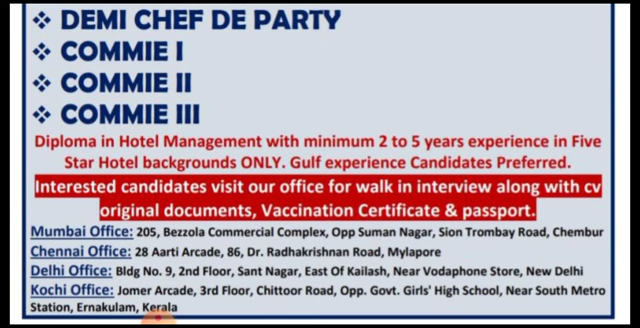 ❖ DEMI CHEF DE PARTY
❖ COMMIE I
❖ COMMIE II
❖ COMMIE III
Diploma in Hotel Management with minimum 2 to 5 years experience in Five
Star Hotel backgrounds ONLY. Gulf experience Candidates Preferred.
Interested candidates visit our office for walk in interview along with cv
original documents, Vaccination Certificate & passport.
Mumbai Office: 205, Bezzola Commercial Complex, Opp Suman Nagar, Sion Trombay Road, Chembur
Chennai Office: 28 Aarti Arcade, 86, Dr. Radhakrishnan Road, Mylapore
Delhi Office: Bldg No. 9, 2nd Floor, Sant Nagar, East Of Kailash, Near Vodaphone Store, New Delhi
Kochi Office: Jomer Arcade, 3rd Floor, Chittoor Road, Opp. Govt. Girls' High School, Near South Metro
Station, Ernakulam, Kerala